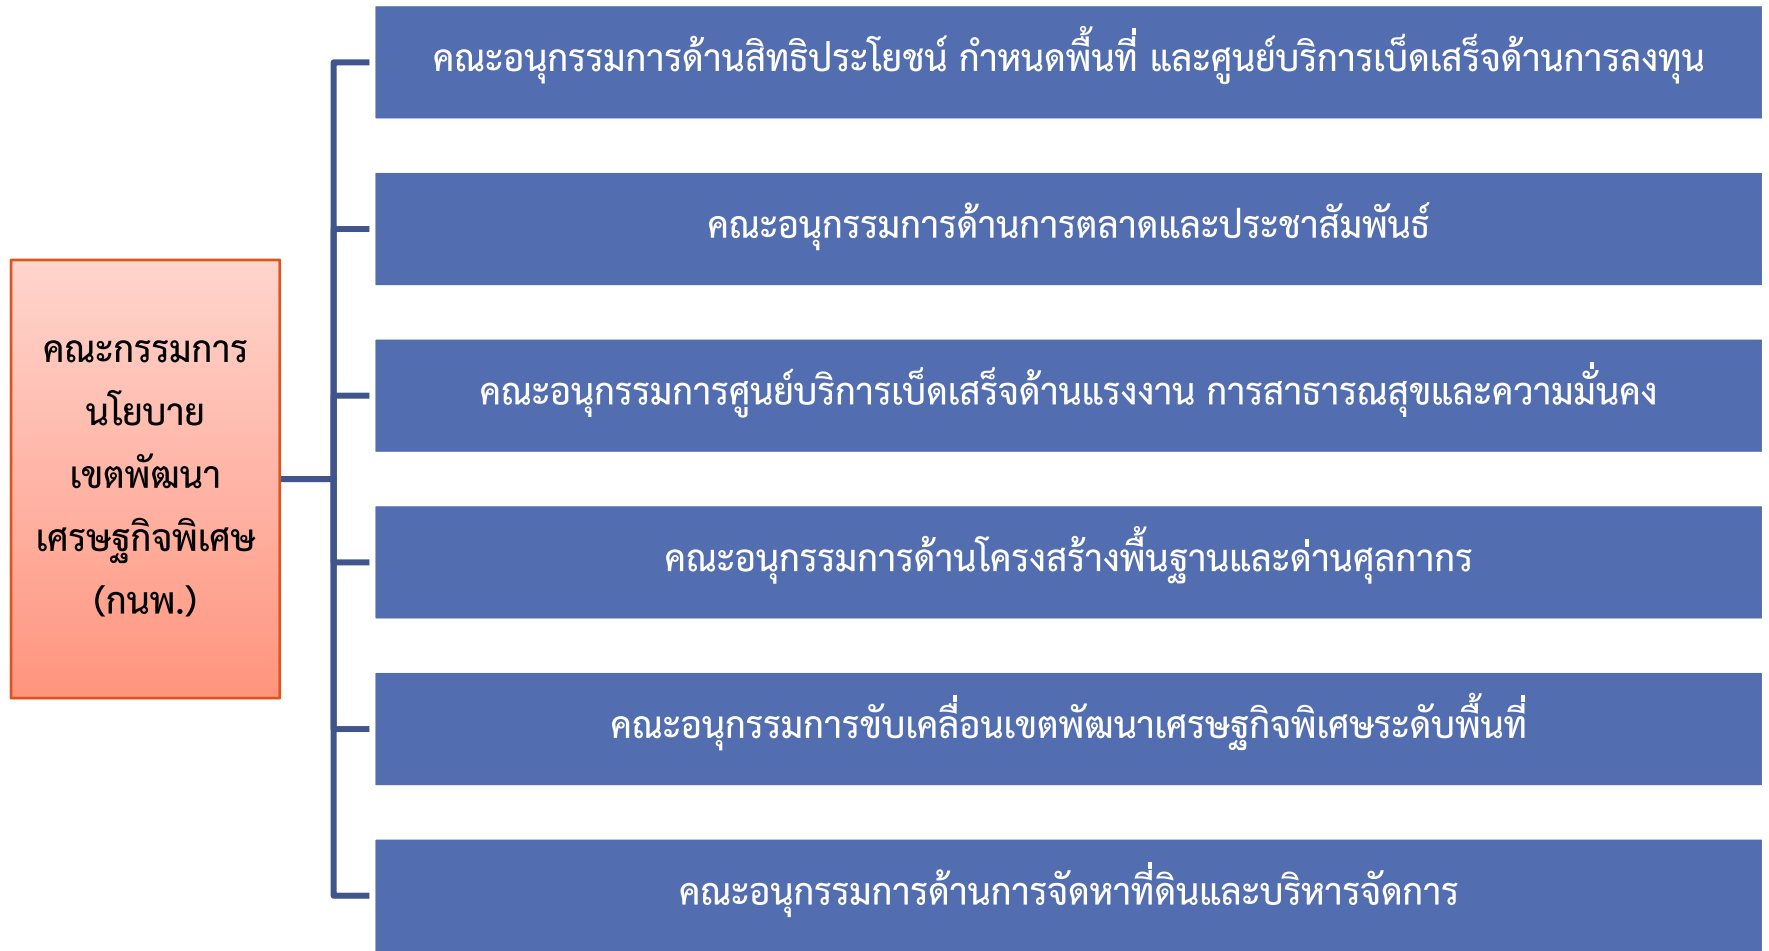 คณะกรรมการ
นโยบาย
เขตพัฒนา
เศรษฐกิจพิเศษ
(กนพ.)
คณะอนุกรรมการด้านสิทธิประโยชน์ กำหนดพื้นที่ และศูนย์บริการเบ็ดเสร็จด้านการลงทุน
คณะอนุกรรมการด้านการตลาดและประชาสัมพันธ์
คณะอนุกรรมการศูนย์บริการเบ็ดเสร็จด้านแรงงาน การสาธารณสุขและความมั่นคง
คณะอนุกรรมการด้านโครงสร้างพื้นฐานและด่านศุลกากร
คณะอนุกรรมการขับเคลื่อนเขตพัฒนาเศรษฐกิจพิเศษระดับพื้นที่
คณะอนุกรรมการด้านการจัดหาที่ดินและบริหารจัดการ